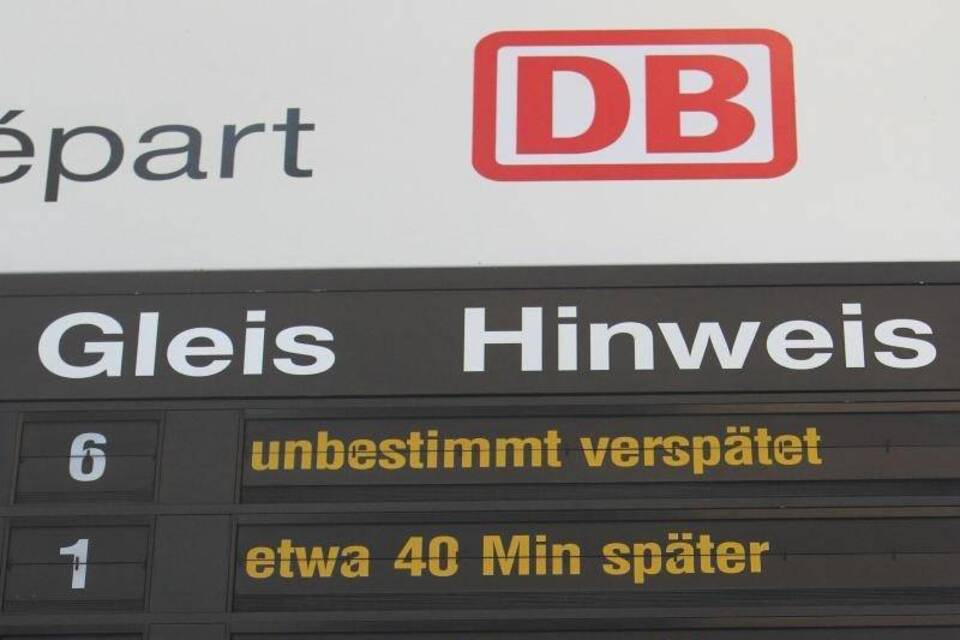 épart DB
Gleis Hinweis
6 unbestimmt verspätet
1 etwa 40 Min später